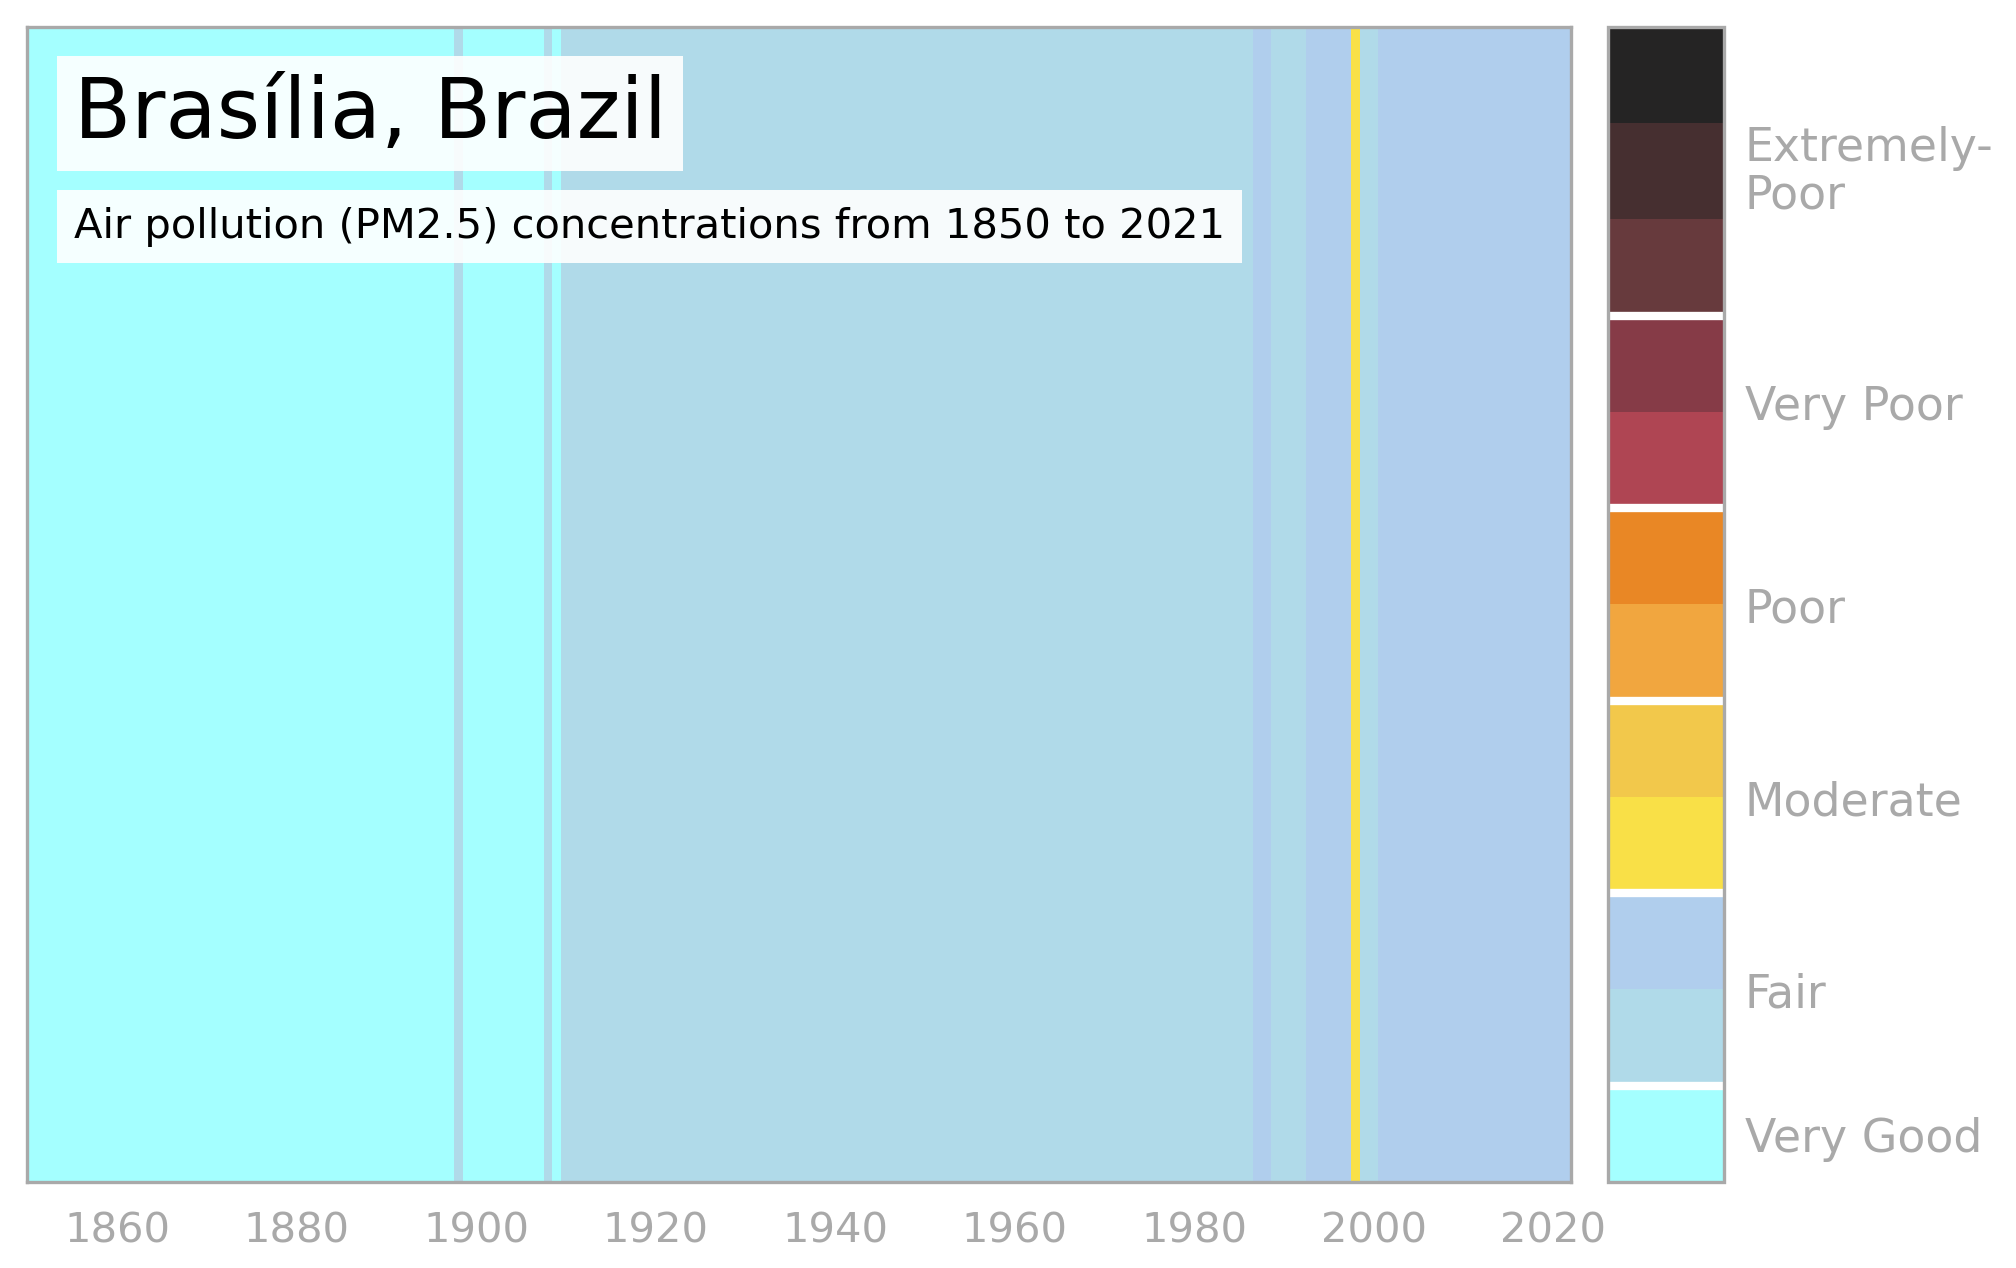 Brasília, Brazil
Air pollution (PM2.5) concentrations from 1850 to 2021
Extremely-
Poor
Very Poor
Poor
Moderate
Fair
Very Good
1860 1880 1900 1920 1940 1960 1980 2000 2020